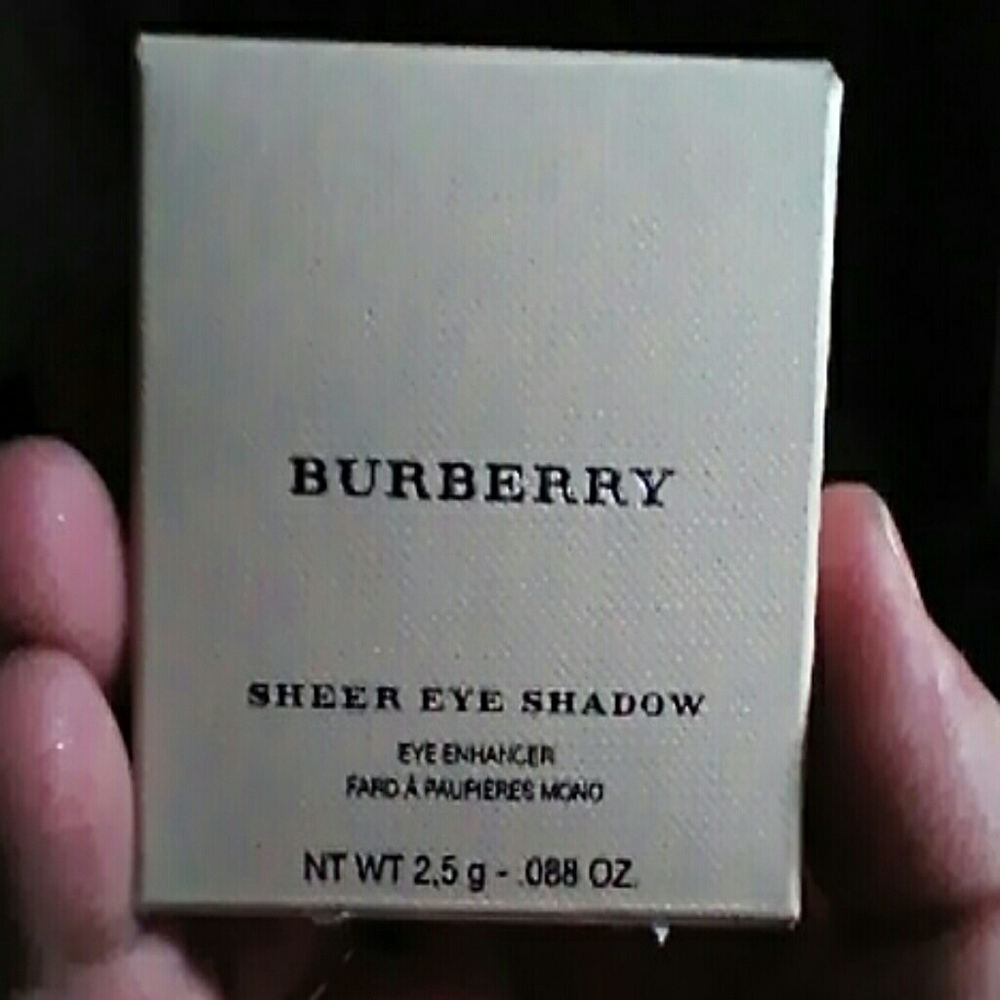 BURBERRY
SHEER EYE SHADOW
EYE ENHANCER
FARD À PAUPIÈRES MONO
NT WT 2,5 g - .088 OZ.